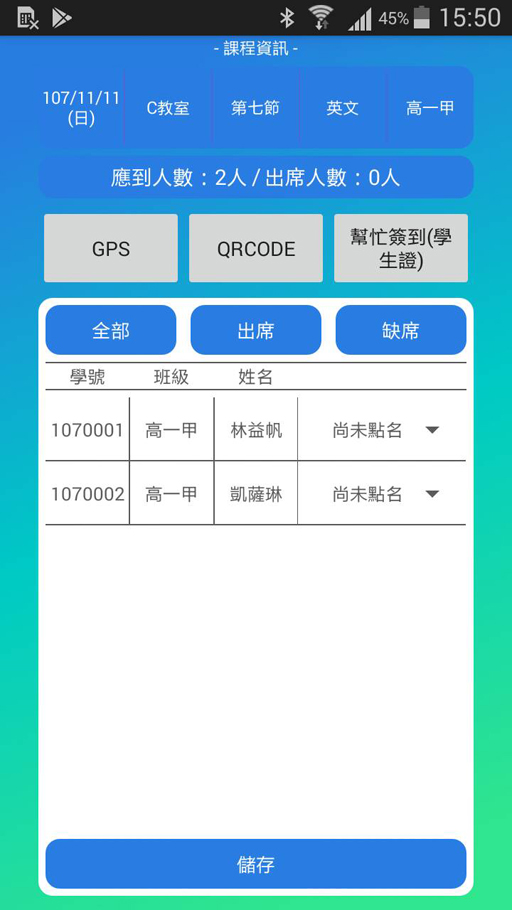 45% 15:50
- 課程資訊 -
107/11/11
(日)
C教室
第七節
英文
高一甲
應到人數：2人 / 出席人數：0人
GPS
QRCODE
幫忙簽到(學
生證)
全部
出席
缺席
學號 班級 姓名
1070001 高一甲 林益帆 尚未點名
1070002 高一甲 凱薩琳 尚未點名
儲存